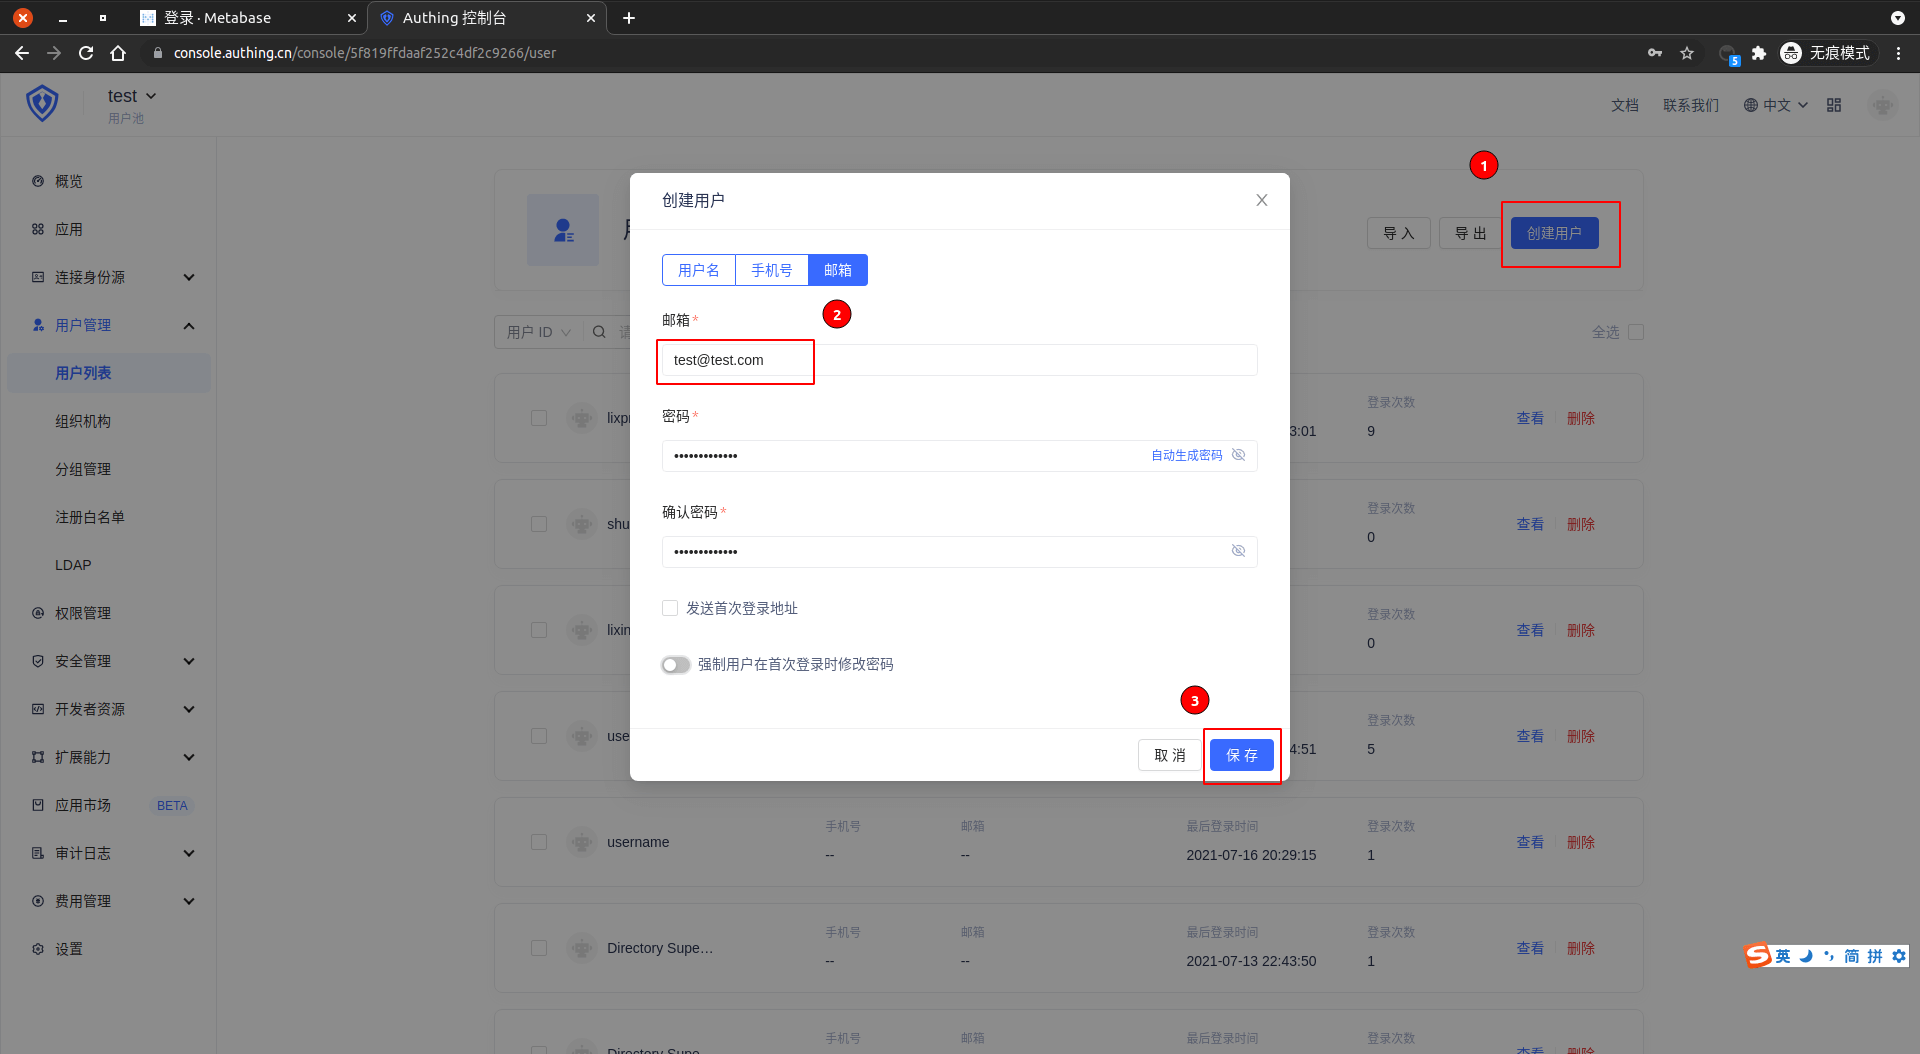 登录 · Metabase
Authing 控制台
console.authing.cn/console/5f819ffdaaf252c4df2c9266/user
5
无痕模式
test
用户池
文档 联系我们 中文
概览
应用
连接身份源
用户管理
用户列表
组织机构
分组管理
注册白名单
LDAP
权限管理
安全管理
开发者资源
扩展能力
应用市场 BETA
审计日志
费用管理
设置
1
导 入 导 出 创建用户
用户 ID
全选
创建用户
用户名 手机号 邮箱
2
邮箱 *
test@test.com
密码 *
•••••••••••••
自动生成密码
确认密码 *
•••••••••••••
发送首次登录地址
强制用户在首次登录时修改密码
3
取 消 保 存
登录次数
lixp 3:01 9 查看 删除
登录次数
shu 0 查看 删除
登录次数
lixin 0 查看 删除
登录次数
use 4:51 5 查看 删除
手机号 邮箱 最后登录时间 登录次数
username -- -- 2021-07-16 20:29:15 1 查看 删除
手机号 邮箱 最后登录时间 登录次数
Directory Supe... -- -- 2021-07-13 22:43:50 1 查看 删除
手机号 邮箱 最后登录时间 登录次数
Directory Supe 查看 删除
英 简 拼